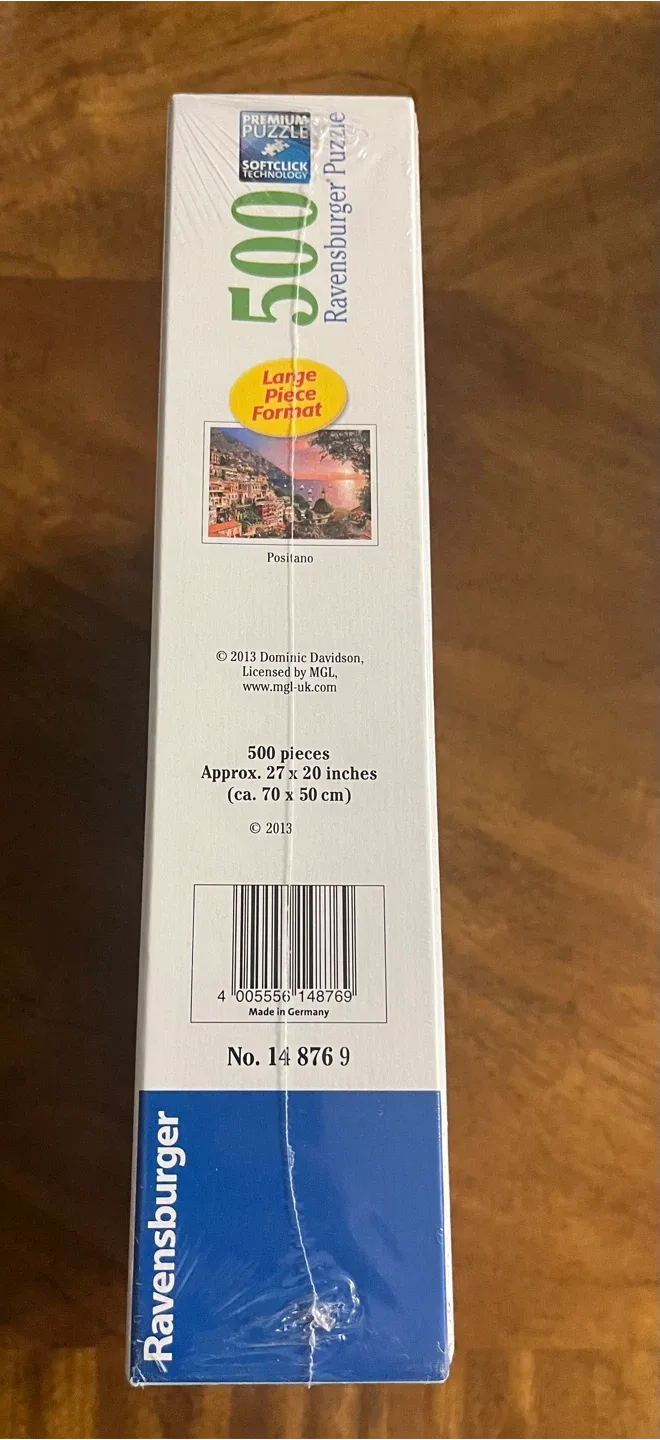 PREMIUM
PUZZLE
SOFTCLICK
TECHNOLOGY
500
Ravensburger Puzzle
Large
Piece
Format
Positano
© 2013 Dominic Davidson,
Licensed by MGL,
www.mgl-uk.com
500 pieces
Approx. 27 x 20 inches
(ca. 70 x 50 cm)
© 2013
4 005556 148769
Made in Germany
No. 14 876 9
Ravensburger